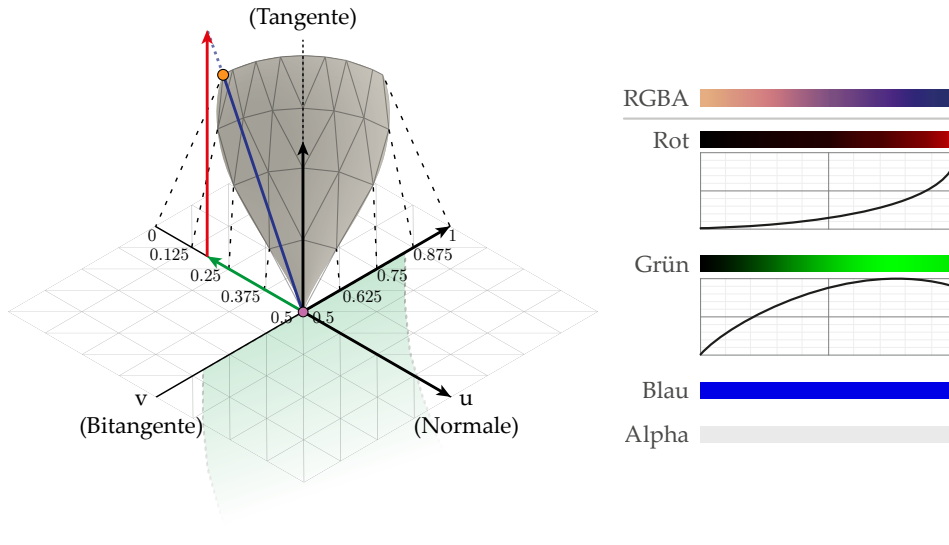 (Tangente)
0
0.125
0.25
0.375
0.5
0.5
0.625
0.75
0.875
1
v
(Bitangente)
u
(Normale)
RGBA
Rot
Grün
Blau
Alpha